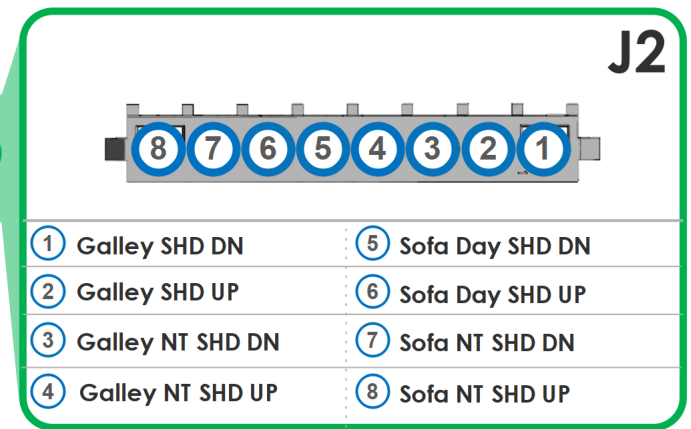 J2
8 7 6 5 4 3 2 1
1 Galley SHD DN
5 Sofa Day SHD DN
2 Galley SHD UP
6 Sofa Day SHD UP
3 Galley NT SHD DN
7 Sofa NT SHD DN
4 Galley NT SHD UP
8 Sofa NT SHD UP